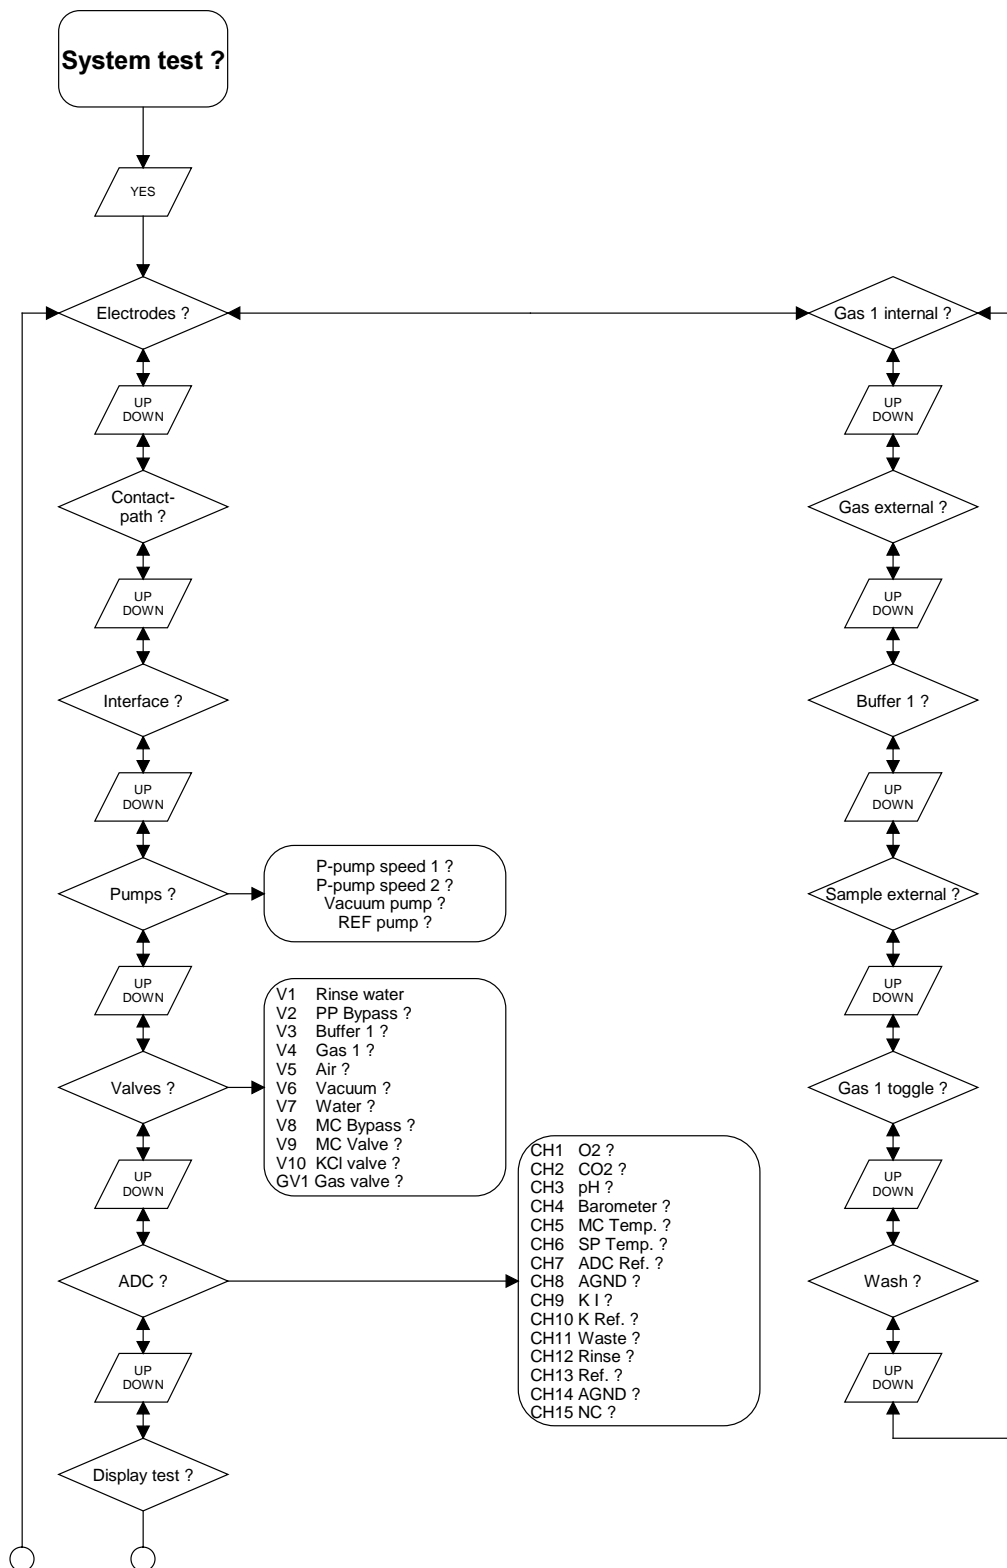 System test ?
YES
Electrodes ?
UP
DOWN
Contact-
path ?
UP
DOWN
Interface ?
UP
DOWN
Pumps ?
P-pump speed 1 ?
P-pump speed 2 ?
Vacuum pump ?
REF pump ?
UP
DOWN
Valves ?
V1 Rinse water
V2 PP Bypass ?
V3 Buffer 1 ?
V4 Gas 1 ?
V5 Air ?
V6 Vacuum ?
V7 Water ?
V8 MC Bypass ?
V9 MC Valve ?
V10 KCl valve ?
GV1 Gas valve ?
UP
DOWN
ADC ?
CH1 O2 ?
CH2 CO2 ?
CH3 pH ?
CH4 Barometer ?
CH5 MC Temp. ?
CH6 SP Temp. ?
CH7 ADC Ref. ?
CH8 AGND ?
CH9 K I ?
CH10 K Ref. ?
CH11 Waste ?
CH12 Rinse ?
CH13 Ref. ?
CH14 AGND ?
CH15 NC ?
UP
DOWN
Display test ?
Gas 1 internal ?
UP
DOWN
Gas external ?
UP
DOWN
Buffer 1 ?
UP
DOWN
Sample external ?
UP
DOWN
Gas 1 toggle ?
UP
DOWN
Wash ?
UP
DOWN